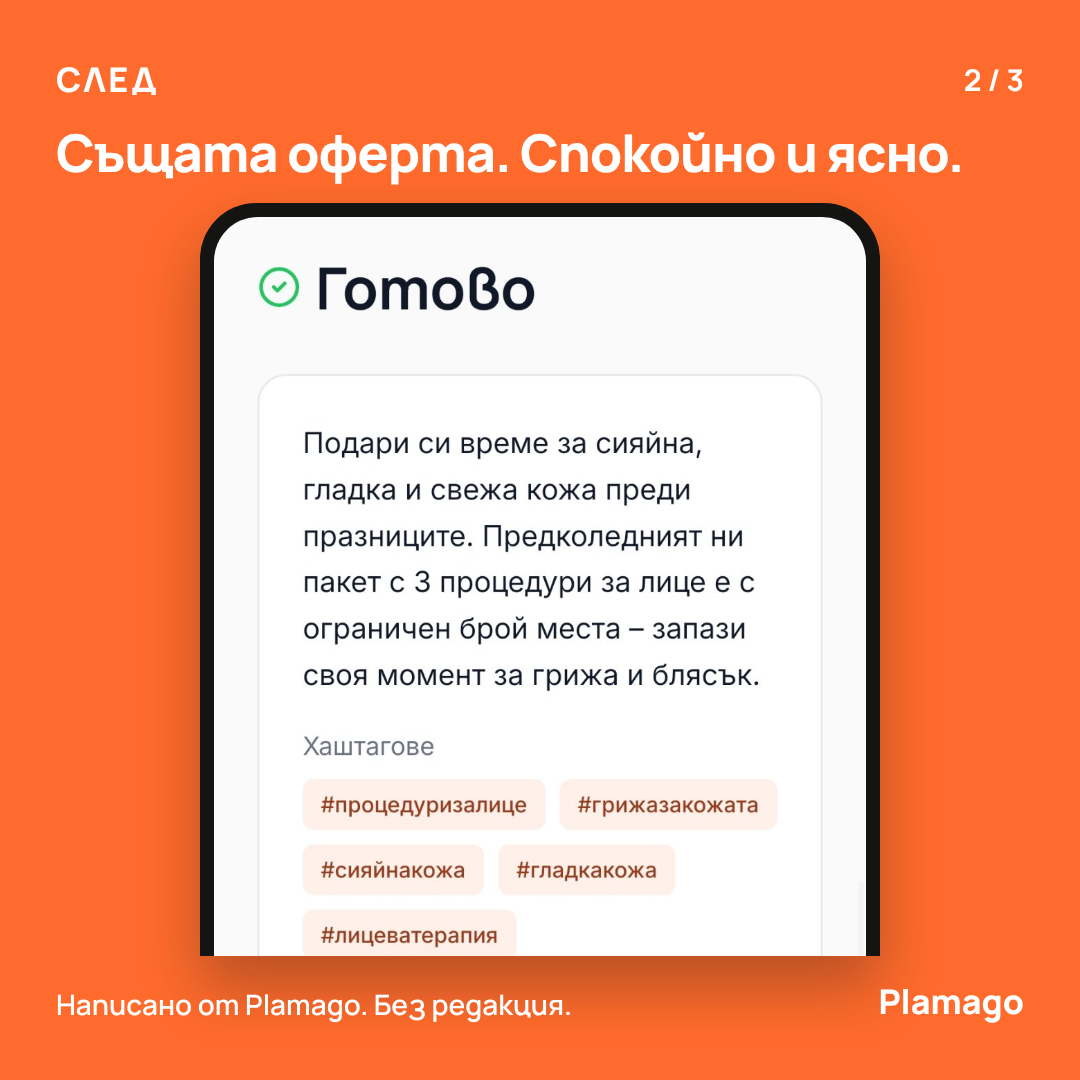 СЛЕД
2 / 3
Същата оферта. Спокойно и ясно.
Готово
Подари си време за сияйна,
гладка и свежа кожа преди
празниците. Предколедният ни
пакет с 3 процедури за лице е с
ограничен брой места – запази
своя момент за грижа и блясък.
Хаштагове
#процедуризалице #грижазакожата
#сияйнакожа #гладкакожа
#лицеватерапия
Написано от Plamago. Без редакция.
Plamago